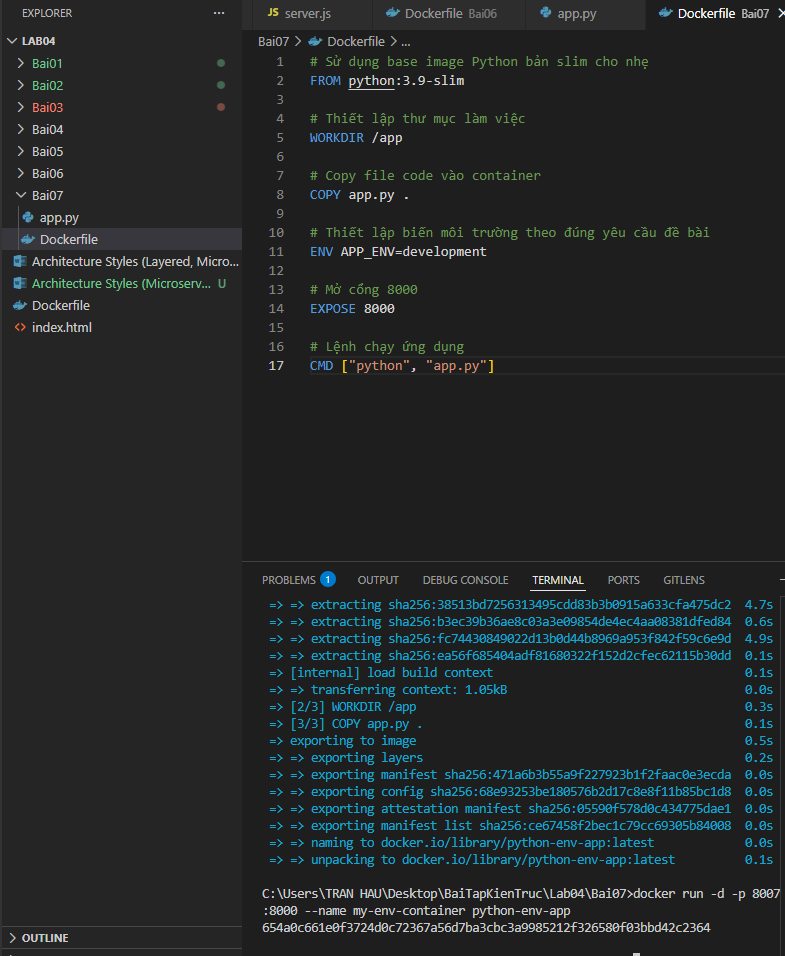 EXPLORER
LAB04
Bai01
Bai02
Bai03
Bai04
Bai05
Bai06
Bai07
app.py
Dockerfile
Architecture Styles (Layered, Micro...
Architecture Styles (Microserv... U
Dockerfile
index.html
OUTLINE
JS server.js
Dockerfile Bai06
app.py
Dockerfile Bai07
Bai07 > Dockerfile > ...
1 # Sử dụng base image Python bản slim cho nhẹ
2 FROM python:3.9-slim
3
4 # Thiết lập thư mục làm việc
5 WORKDIR /app
6
7 # Copy file code vào container
8 COPY app.py .
9
10 # Thiết lập biến môi trường theo đúng yêu cầu đề bài
11 ENV APP_ENV=development
12
13 # Mở cổng 8000
14 EXPOSE 8000
15
16 # Lệnh chạy ứng dụng
17 CMD ["python", "app.py"]
PROBLEMS 1 OUTPUT DEBUG CONSOLE TERMINAL PORTS GITLENS
=> => extracting sha256:38513bd7256313495cdd83b3b0915a633cfa475dc2 4.7s
=> => extracting sha256:b3ec39b36ae8c03a3e09854de4ec4aa08381dfed84 0.6s
=> => extracting sha256:fc74430849022d13b0d44b8969a953f842f59c6e9d 4.9s
=> => extracting sha256:ea56f685404adf81680322f152d2cfec62115b30dd 0.1s
=> [internal] load build context 0.1s
=> => transferring context: 1.05kB 0.0s
=> [2/3] WORKDIR /app 0.3s
=> [3/3] COPY app.py . 0.1s
=> exporting to image 0.5s
=> => exporting layers 0.2s
=> => exporting manifest sha256:471a6b3b55a9f227923b1f2faac0e3ecda 0.0s
=> => exporting config sha256:68e93253be180576b2d17c8e8f11b85bc1d8 0.0s
=> => exporting attestation manifest sha256:05590f578d0c434775dae1 0.0s
=> => exporting manifest list sha256:ce67458f2bec1c79cc69305b84008 0.0s
=> => naming to docker.io/library/python-env-app:latest 0.0s
=> => unpacking to docker.io/library/python-env-app:latest 0.1s
C:\Users\TRAN HAU\Desktop\BaiTapKienTruc\Lab04\Bai07>docker run -d -p 8007
:8000 --name my-env-container python-env-app
654a0c661e0f3724d0c72367a56d7ba3cbc3a9985212f326580f03bbd42c2364